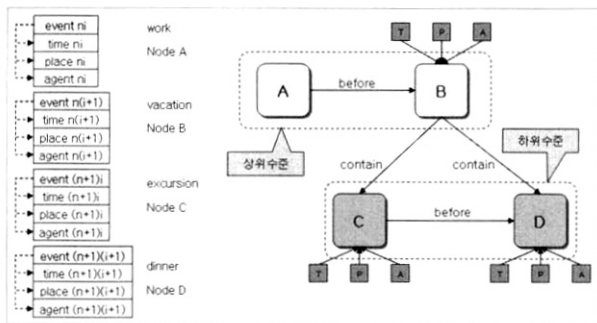 event ni
time ni
place ni
agent ni
work
Node A
event n(i+1)
time n(i+1)
place n(i+1)
agent n(i+1)
vacation
Node B
event (n+1)i
time (n+1)i
place (n+1)i
agent (n+1)i
excursion
Node C
event (n+1)(i+1)
time (n+1)(i+1)
place (n+1)(i+1)
agent (n+1)(i+1)
dinner
Node D
T P A
A before B
상위수준
하위수준
contain contain
C before D
T P A T P A